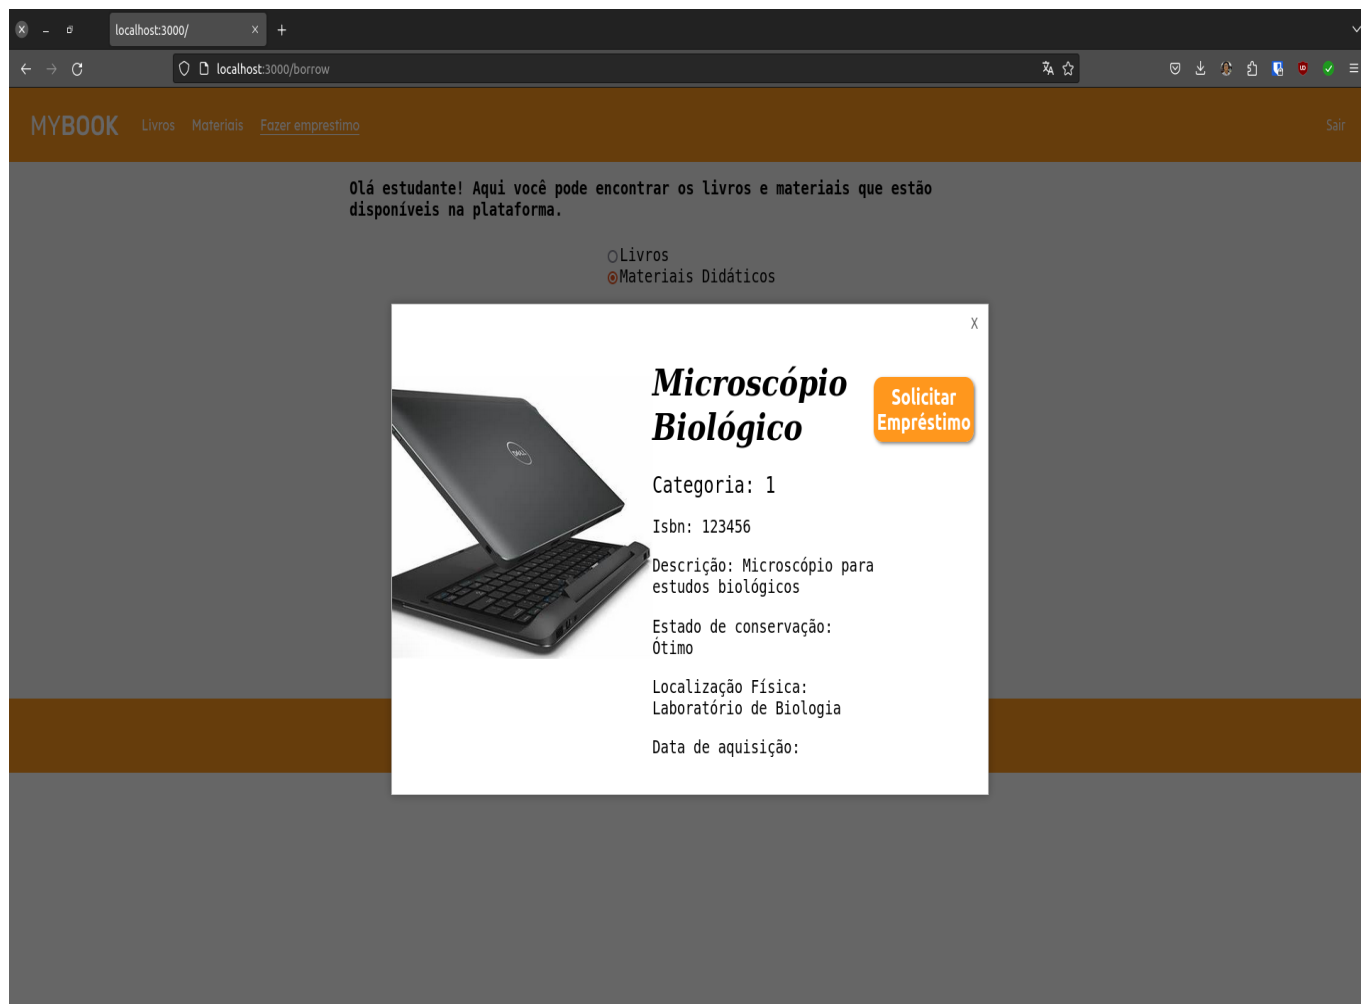 localhost:3000/
localhost:3000/borrow
MYBOOK Livros Materiais Fazer emprestimo Sair
Olá estudante! Aqui você pode encontrar os livros e materiais que estão
disponíveis na plataforma.
Livros
Materiais Didáticos
X
Microscópio
Biológico
Solicitar
Empréstimo
Categoria: 1
Isbn: 123456
Descrição: Microscópio para
estudos biológicos
Estado de conservação:
Ótimo
Localização Física:
Laboratório de Biologia
Data de aquisição:
DELL